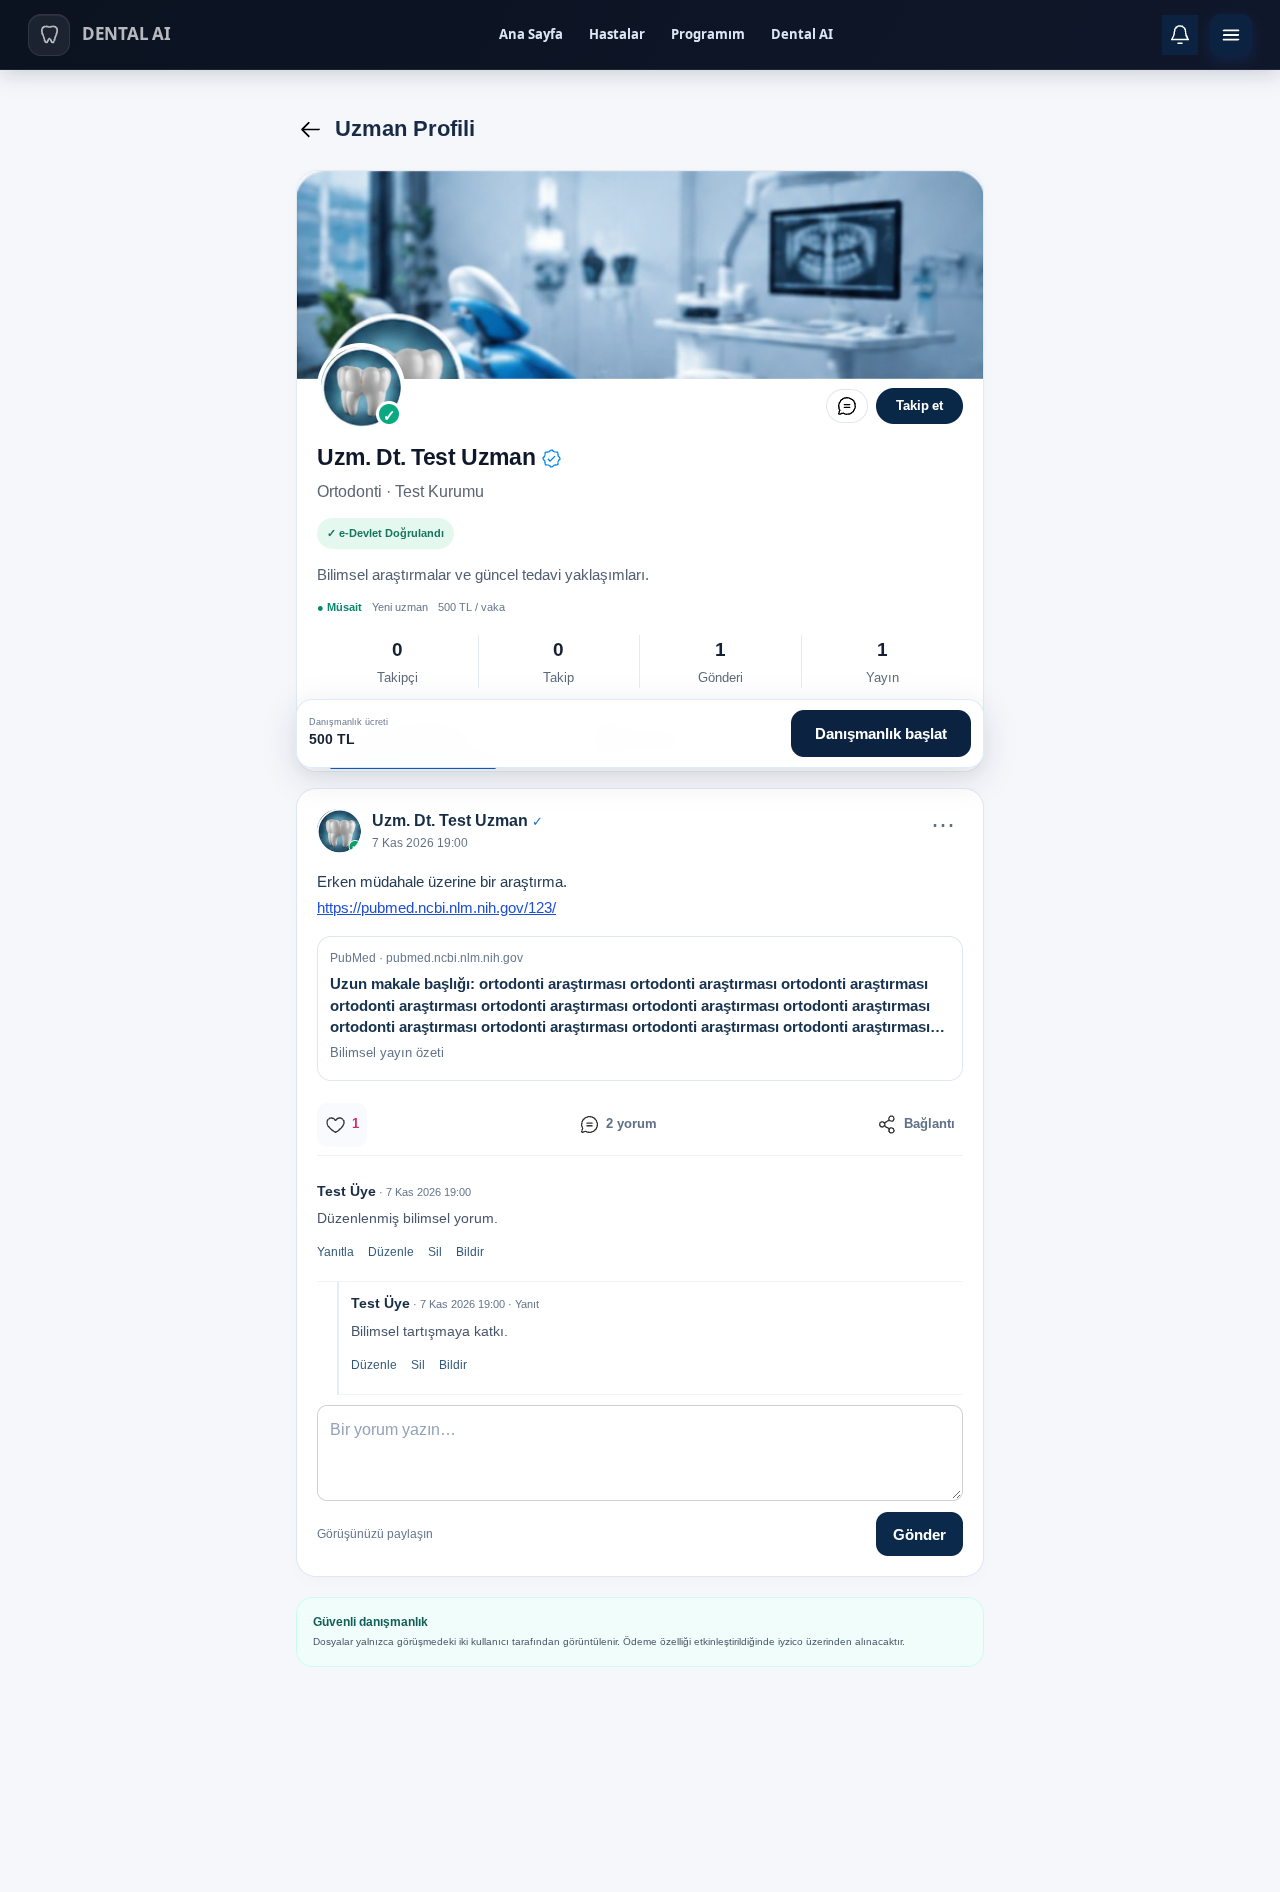 DENTAL AI
Ana Sayfa Hastalar Programım Dental AI
Uzman Profili
Takip et
Uzm. Dt. Test Uzman
Ortodonti · Test Kurumu
✓ e-Devlet Doğrulandı
Bilimsel araştırmalar ve güncel tedavi yaklaşımları.
● Müsait Yeni uzman 500 TL / vaka
0 0 1 1
Takipçi Takip Gönderi Yayın
Danışmanlık ücreti
500 TL
Danışmanlık başlat
Uzm. Dt. Test Uzman ✓
7 Kas 2026 19:00
Erken müdahale üzerine bir araştırma.
https://pubmed.ncbi.nlm.nih.gov/123/
PubMed · pubmed.ncbi.nlm.nih.gov
Uzun makale başlığı: ortodonti araştırması ortodonti araştırması ortodonti araştırması
ortodonti araştırması ortodonti araştırması ortodonti araştırması ortodonti araştırması
ortodonti araştırması ortodonti araştırması ortodonti araştırması ortodonti araştırması…
Bilimsel yayın özeti
1 2 yorum Bağlantı
Test Üye · 7 Kas 2026 19:00
Düzenlenmiş bilimsel yorum.
Yanıtla Düzenle Sil Bildir
Test Üye · 7 Kas 2026 19:00 · Yanıt
Bilimsel tartışmaya katkı.
Düzenle Sil Bildir
Bir yorum yazın…
Görüşünüzü paylaşın
Gönder
Güvenli danışmanlık
Dosyalar yalnızca görüşmedeki iki kullanıcı tarafından görüntülenir. Ödeme özelliği etkinleştirildiğinde iyzico üzerinden alınacaktır.